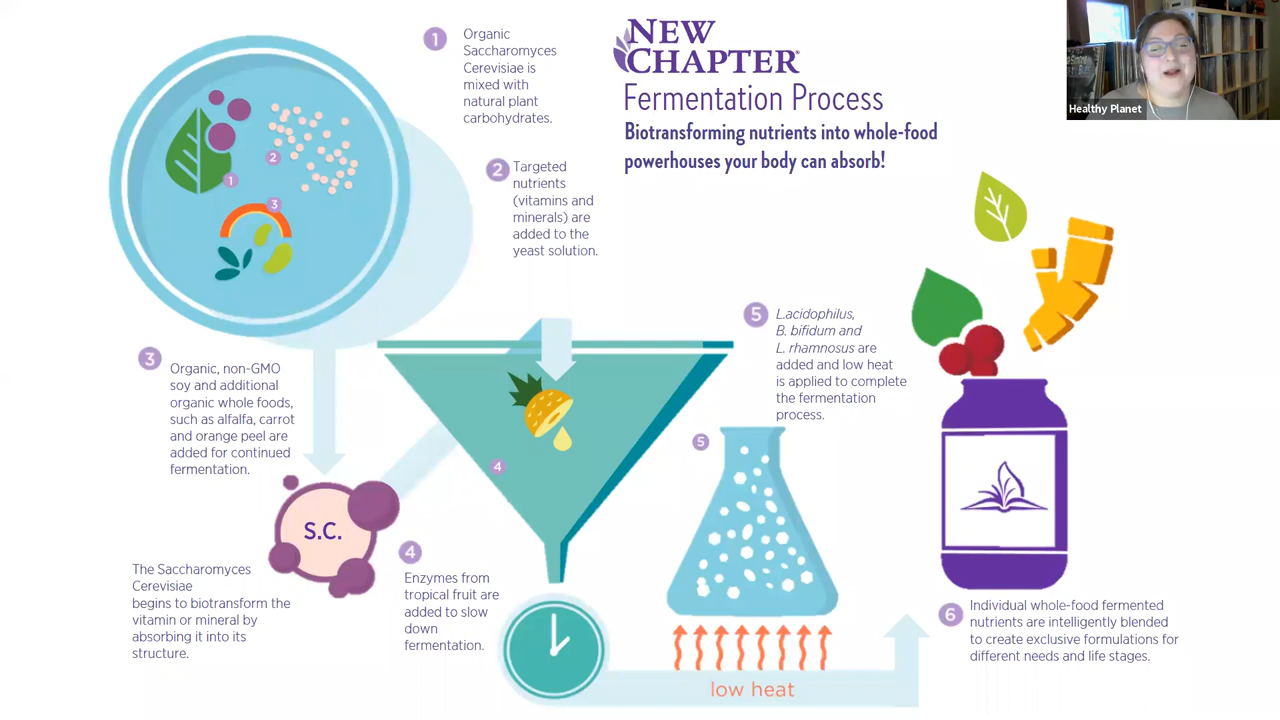 1
Organic
Saccharomyces
Cerevisiae is
mixed with
natural plant
carbohydrates.
NEW
CHAPTER®
Fermentation Process
Biotransforming nutrients into whole-food
powerhouses your body can absorb!
Healthy Planet
2
Targeted
nutrients
(vitamins and
minerals) are
added to the
yeast solution.
2
1
3
3
Organic, non-GMO
soy and additional
organic whole foods,
such as alfalfa, carrot
and orange peel are
added for continued
fermentation.
S.C.
The Saccharomyces
Cerevisiae
begins to biotransform the
vitamin or mineral by
absorbing it into its
structure.
4
4
Enzymes from
tropical fruit are
added to slow
down
fermentation.
5
L.acidophilus,
B. bifidum and
L. rhamnosus are
added and low heat
is applied to complete
the fermentation
process.
5
low heat
6
Individual whole-food fermented
nutrients are intelligently blended
to create exclusive formulations for
different needs and life stages.